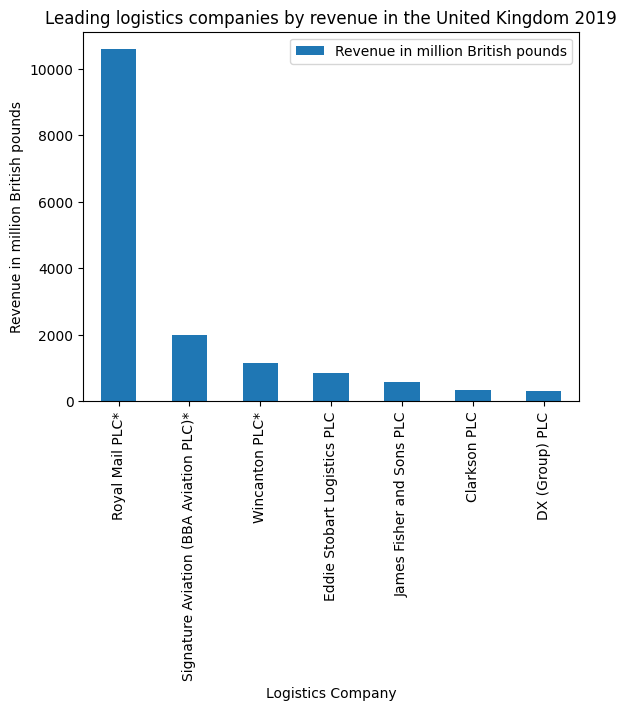 Leading logistics companies by revenue in the United Kingdom 2019
Revenue in million British pounds
Revenue in million British pounds
10000
8000
6000
4000
2000
0
Royal Mail PLC*
Signature Aviation (BBA Aviation PLC)*
Wincanton PLC*
Eddie Stobart Logistics PLC
James Fisher and Sons PLC
Clarkson PLC
DX (Group) PLC
Logistics Company